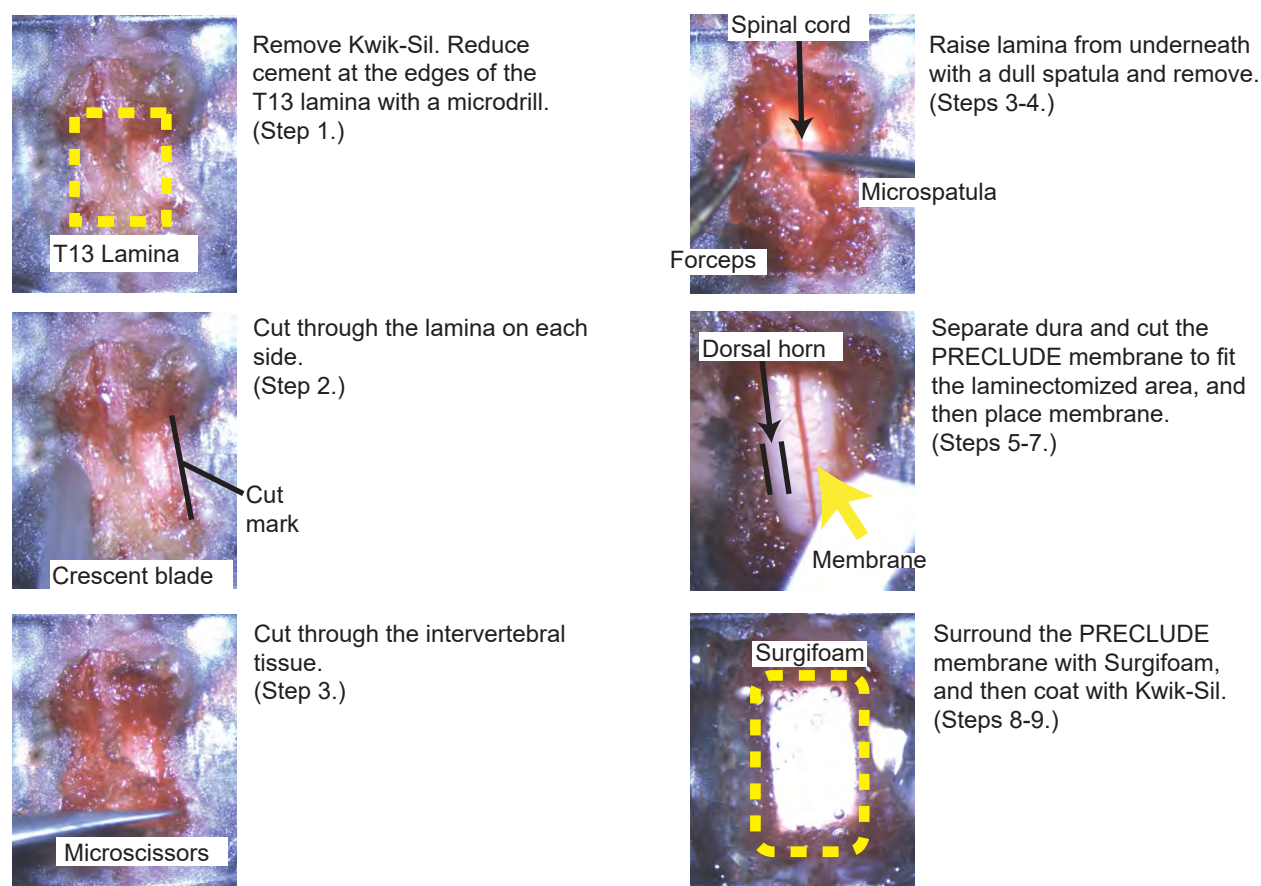 Remove Kwik-Sil. Reduce
cement at the edges of the
T13 lamina with a microdrill.
(Step 1.)
T13 Lamina
Cut through the lamina on each
side.
(Step 2.)
Cut
mark
Crescent blade
Cut through the intervertebral
tissue.
(Step 3.)
Microscissors
Spinal cord
Raise lamina from underneath
with a dull spatula and remove.
(Steps 3-4.)
Microspatula
Forceps
Dorsal horn
Separate dura and cut the
PRECLUDE membrane to fit
the laminectomized area, and
then place membrane.
(Steps 5-7.)
Membrane
Surgifoam
Surround the PRECLUDE
membrane with Surgifoam,
and then coat with Kwik-Sil.
(Steps 8-9.)